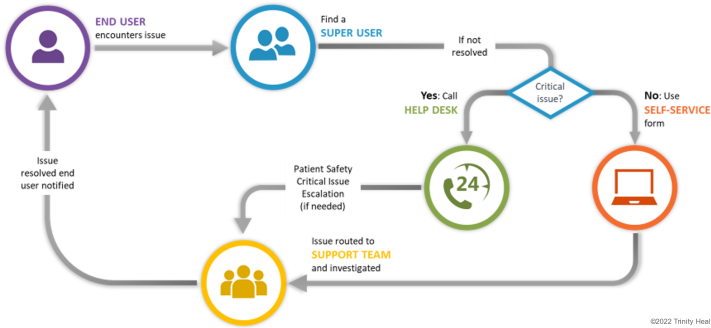 END USER
encounters issue
Find a
SUPER USER
If not
resolved
Critical
issue?
Yes: Call
HELP DESK
No: Use
SELF-SERVICE
form
24
Patient Safety
Critical Issue
Escalation
(if needed)
Issue routed to
SUPPORT TEAM
and investigated
Issue
resolved end
user notified
©2022 Trinity Heal